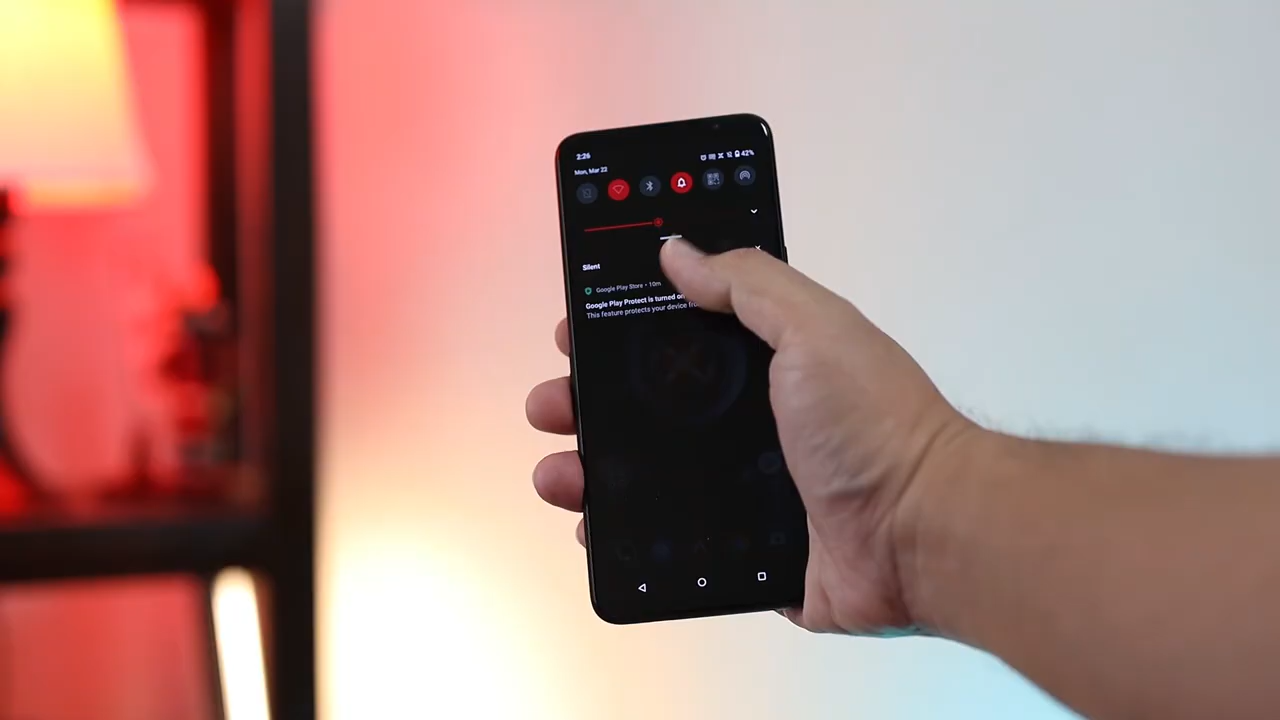 2:26
42%
Mon, Mar 22
Silent
Google Play Store • 10m
Google Play Protect is turned on
This feature protects your device